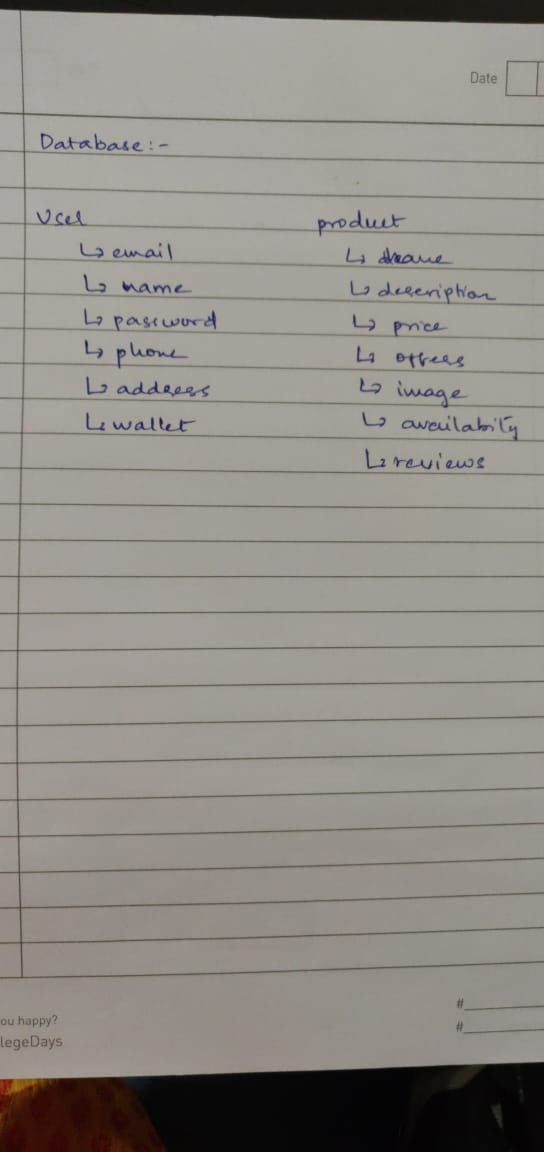 Date
Database:-
User
↳ email
↳ name
↳ password
↳ phone
↳ address
↳ wallet
product
↳ description
↳ price
↳ offers
↳ image
↳ availability
↳ reviews
#
#
ou happy?
legeDays